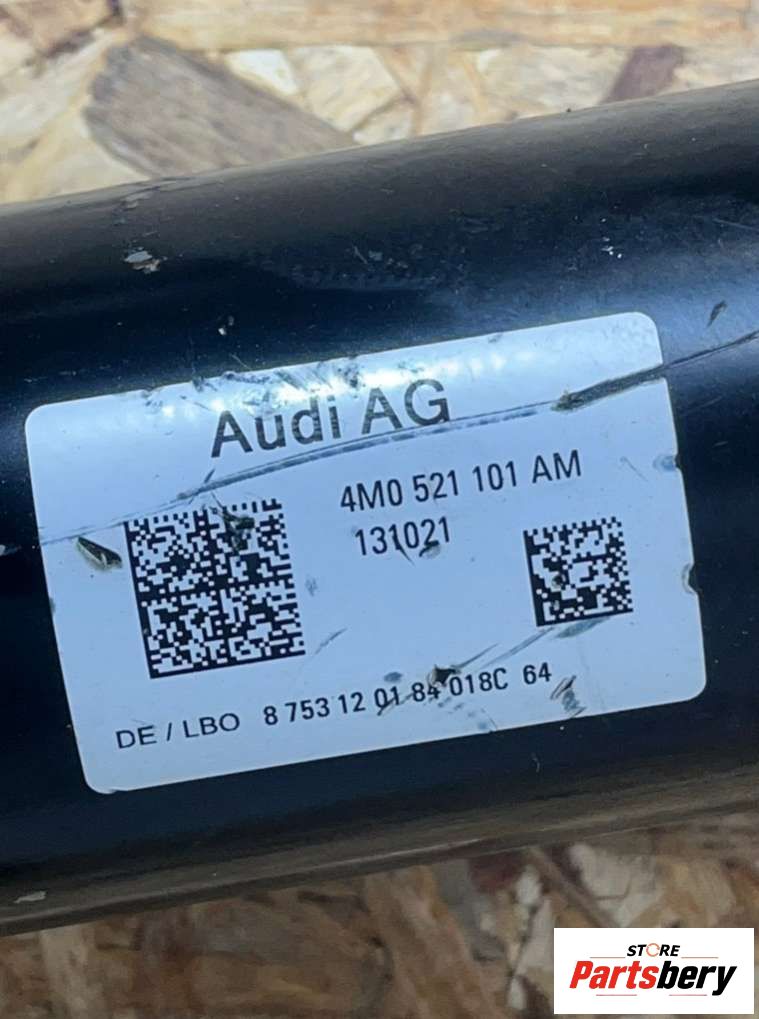 Audi AG
4M0 521 101 AM
131021
DE / LBO 8 753 12 01 84 018C 64
STORE
Partsbery